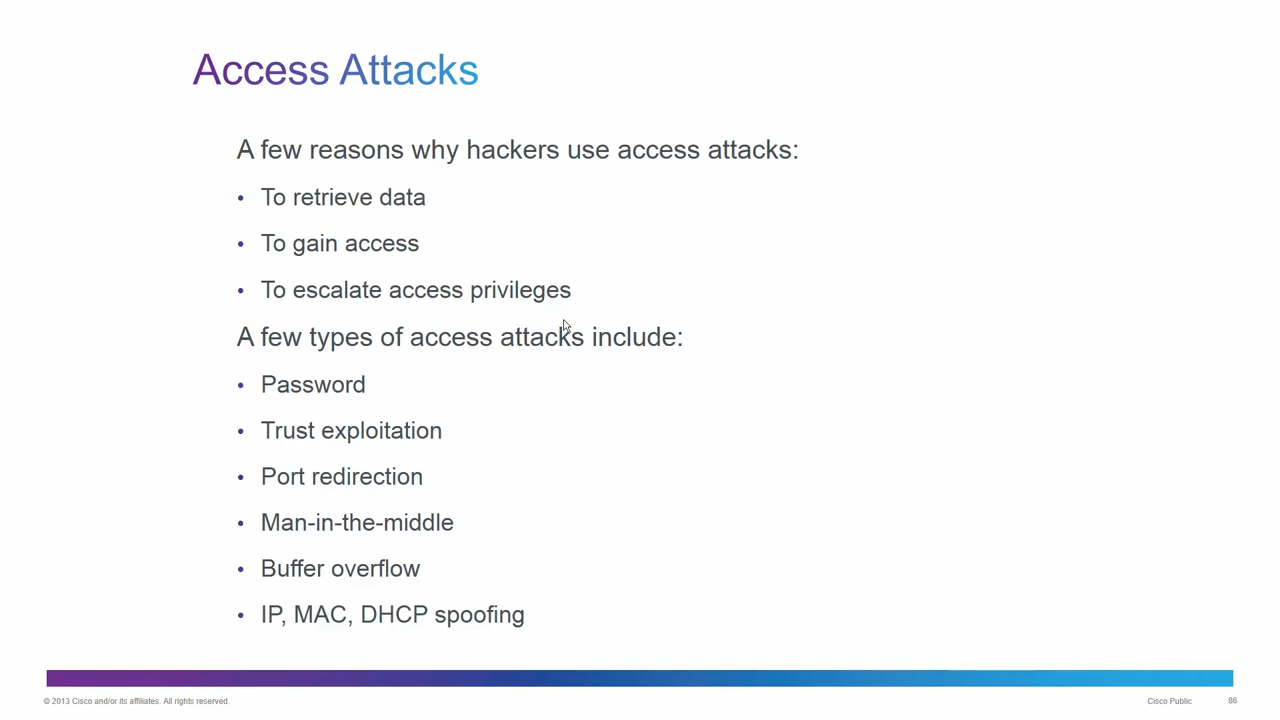 Access Attacks
A few reasons why hackers use access attacks:
• To retrieve data
• To gain access
• To escalate access privileges
A few types of access attacks include:
• Password
• Trust exploitation
• Port redirection
• Man-in-the-middle
• Buffer overflow
• IP, MAC, DHCP spoofing
© 2013 Cisco and/or its affiliates. All rights reserved. Cisco Public 86